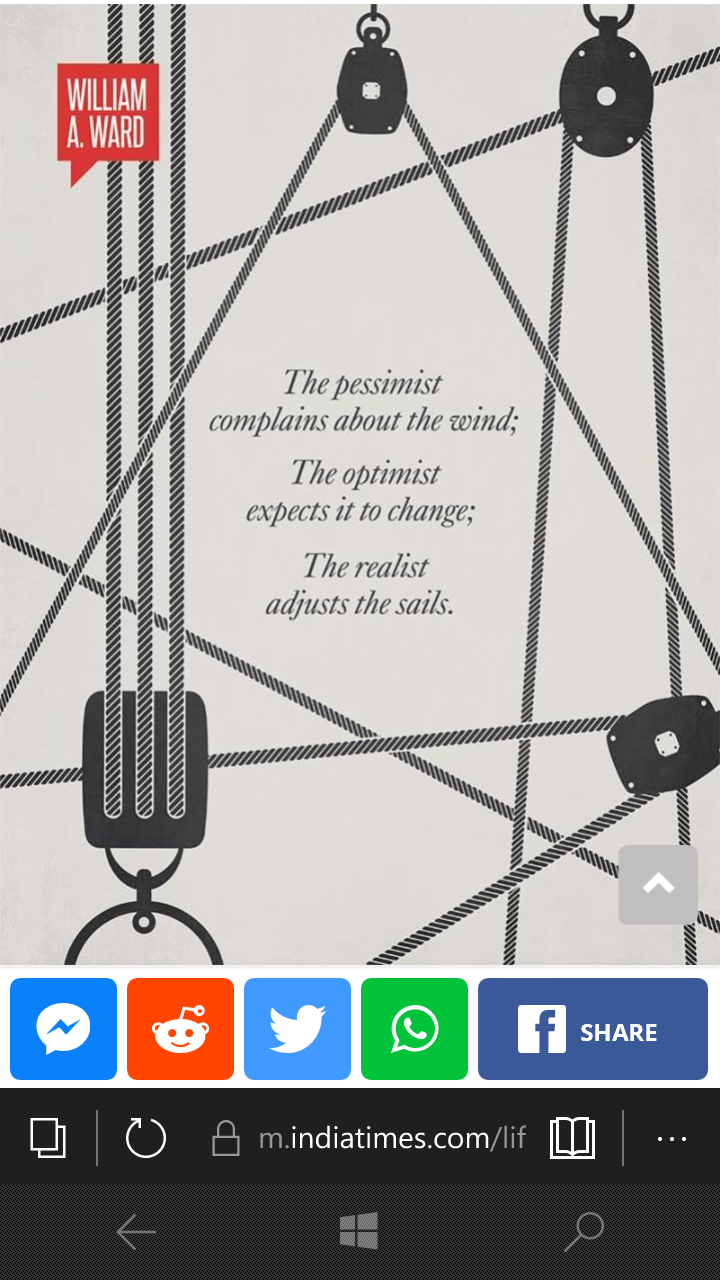 WILLIAM
A. WARD
The pessimist
complains about the wind;
The optimist
expects it to change;
The realist
adjusts the sails.
SHARE
m.indiatimes.com/lif